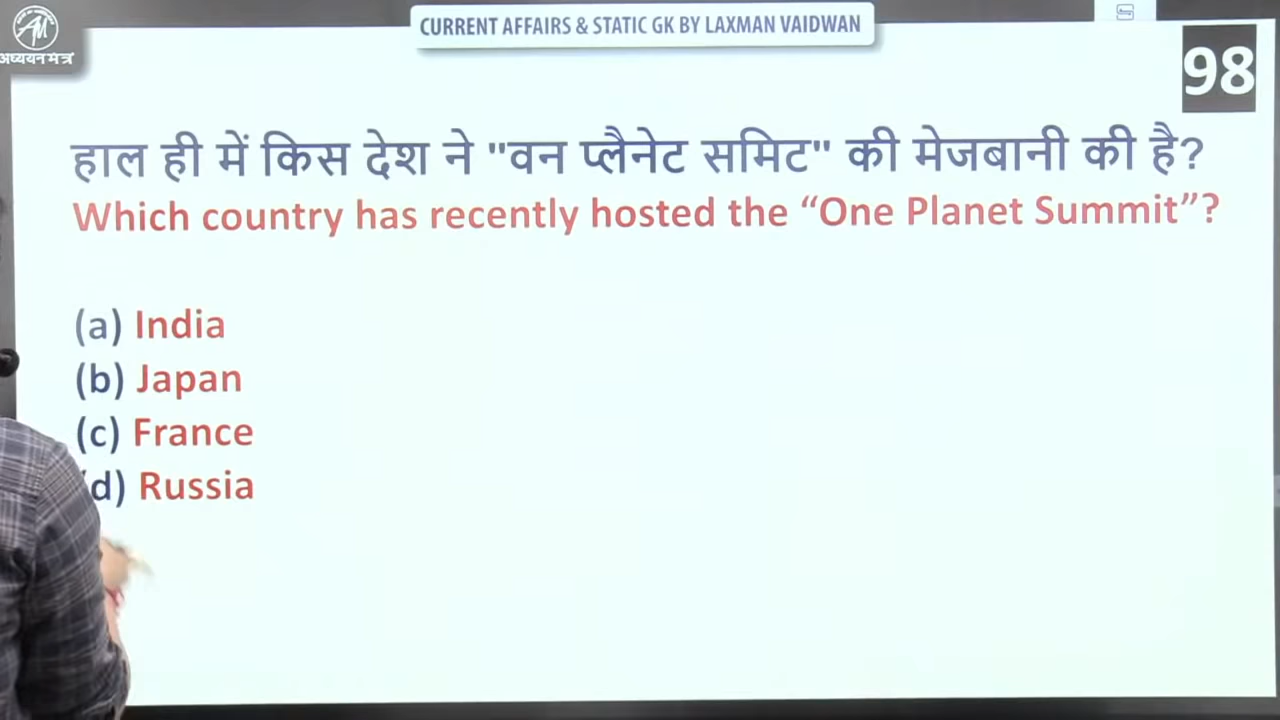 अध्ययन मंत्र
CURRENT AFFAIRS & STATIC GK BY LAXMAN VAIDWAN
98
हाल ही में किस देश ने "वन प्लैनेट समिट" की मेजबानी की है?
Which country has recently hosted the “One Planet Summit”?
(a) India
(b) Japan
(c) France
(d) Russia